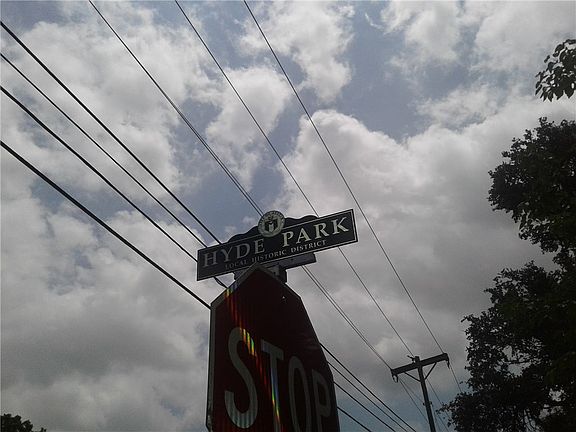 HYDE PARK
LOCAL HISTORIC DISTRICT
STOP